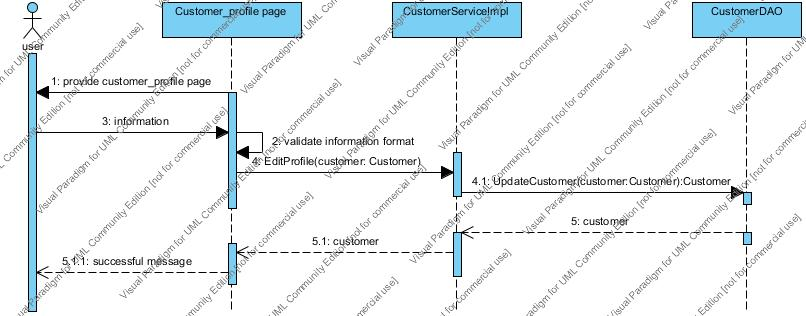 Customer_profile page
CustomerServiceImpl
CustomerDAO
user
1: provide customer_profile page
3: information
2: validate information format
4: EditProfile(customer: Customer)
4.1: UpdateCustomer(customer:Customer):Customer
5: customer
5.1: customer
5.1.1: successful message
Visual Paradigm for UML Community Edition [not for commercial use]